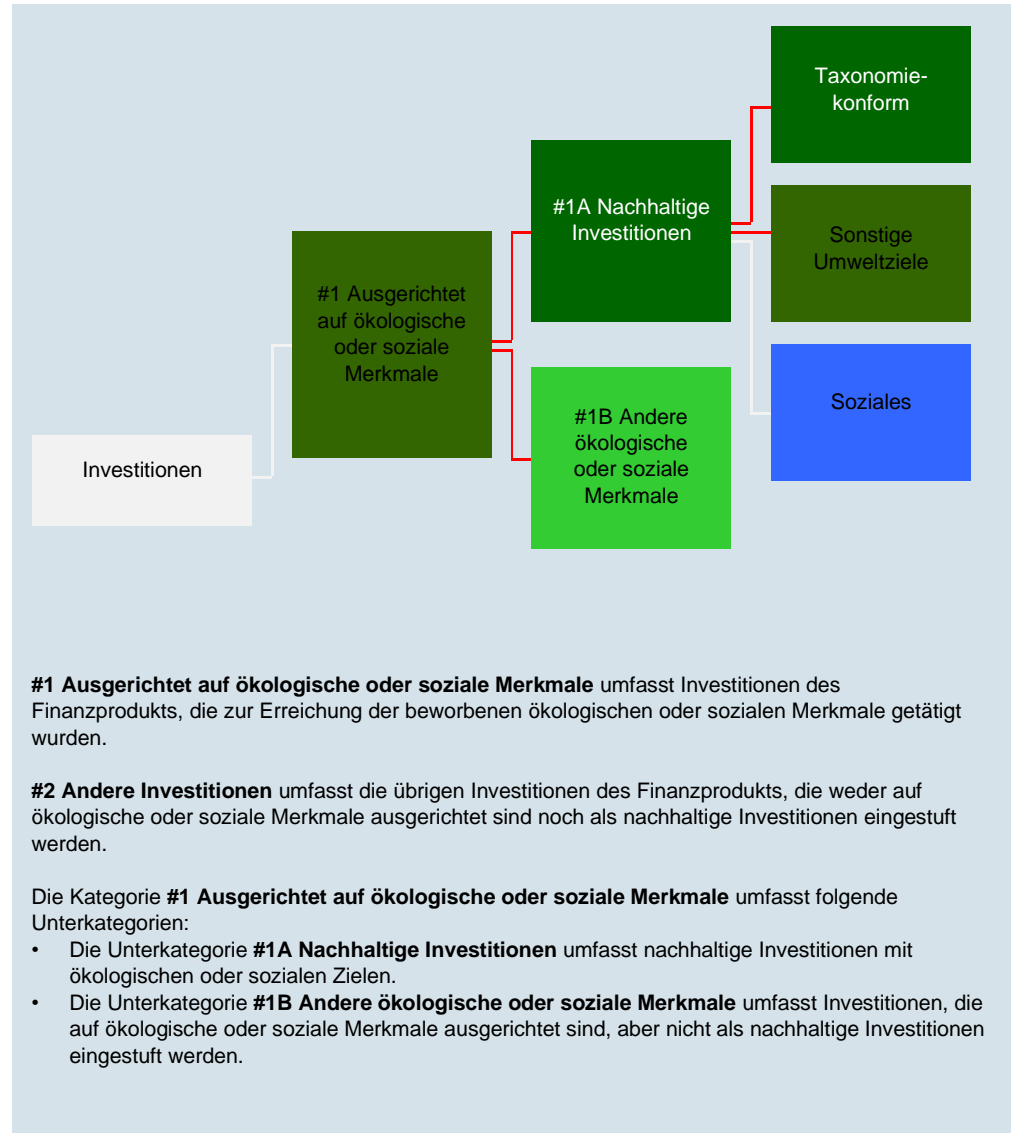 Taxonomie-
konform
#1A Nachhaltige
Investitionen
Sonstige
Umweltziele
#1 Ausgerichtet
auf ökologische
oder soziale
Merkmale
Soziales
#1B Andere
ökologische
oder soziale
Merkmale
Investitionen
#1 Ausgerichtet auf ökologische oder soziale Merkmale umfasst Investitionen des
Finanzprodukts, die zur Erreichung der beworbenen ökologischen oder sozialen Merkmale getätigt
wurden.
#2 Andere Investitionen umfasst die übrigen Investitionen des Finanzprodukts, die weder auf
ökologische oder soziale Merkmale ausgerichtet sind noch als nachhaltige Investitionen eingestuft
werden.
Die Kategorie #1 Ausgerichtet auf ökologische oder soziale Merkmale umfasst folgende
Unterkategorien:
• Die Unterkategorie #1A Nachhaltige Investitionen umfasst nachhaltige Investitionen mit
ökologischen oder sozialen Zielen.
• Die Unterkategorie #1B Andere ökologische oder soziale Merkmale umfasst Investitionen, die
auf ökologische oder soziale Merkmale ausgerichtet sind, aber nicht als nachhaltige Investitionen
eingestuft werden.